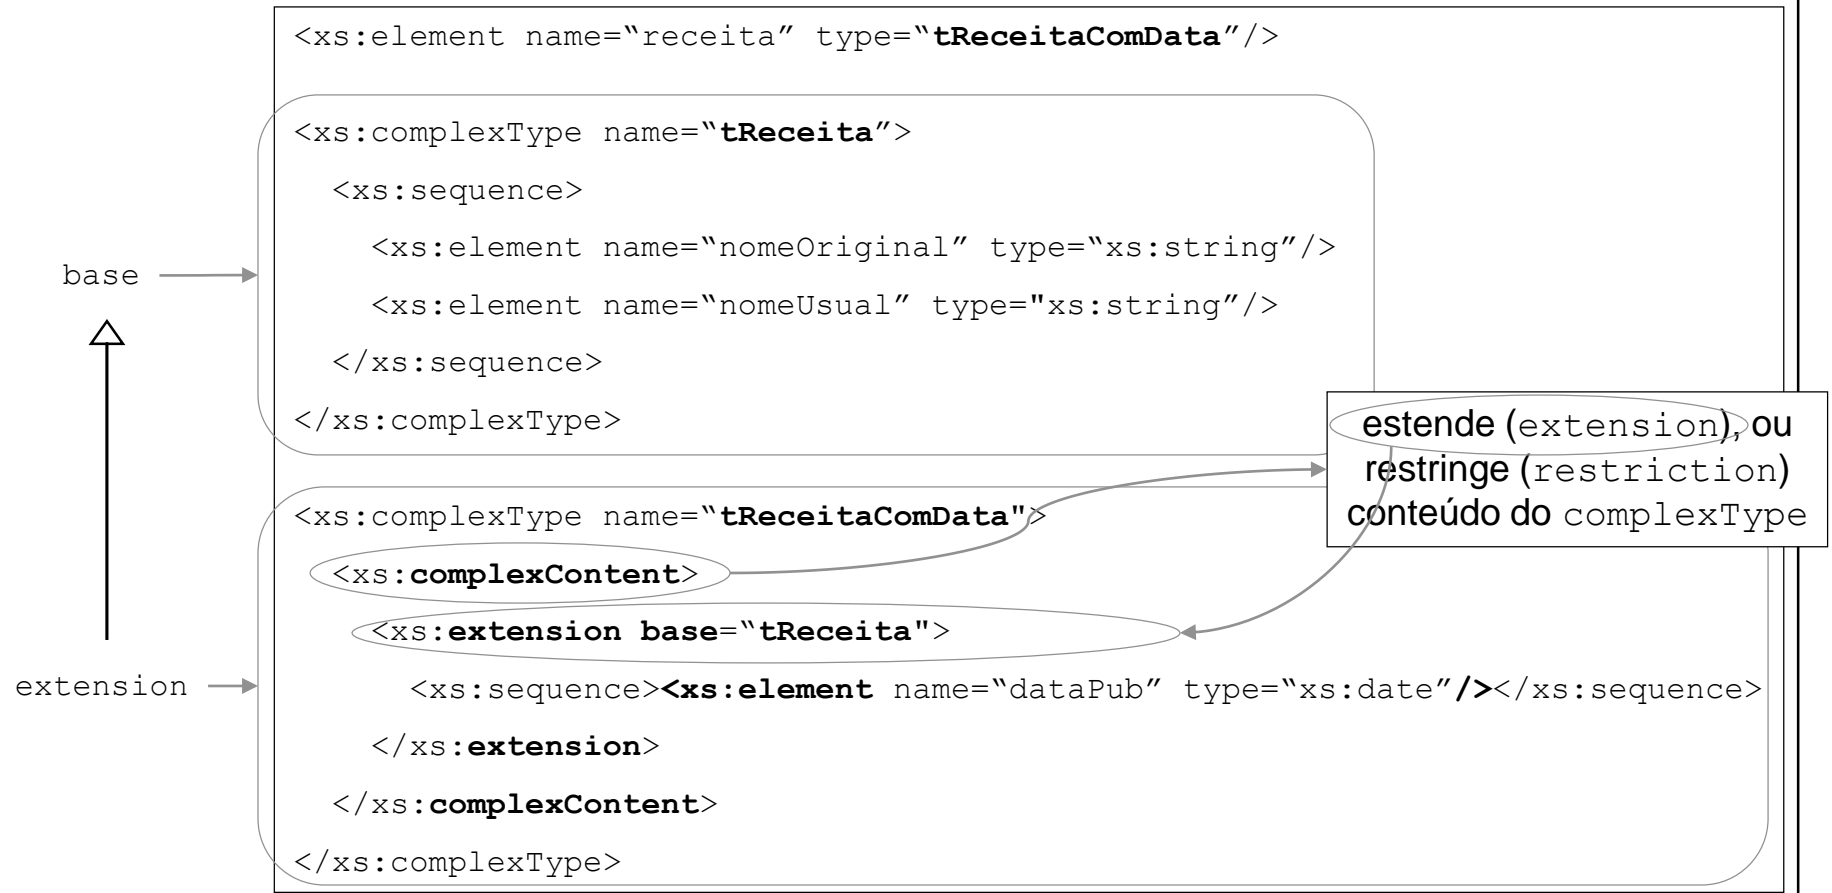 <xs:element name=“receita” type=“tReceitaComData”/>
<xs:complexType name=“tReceita”>
<xs:sequence>
<xs:element name=“nomeOriginal” type=“xs:string”/>
base
<xs:element name=“nomeUsual” type="xs:string”/>
</xs:sequence>
</xs:complexType>
estende (extension), ou
restringe (restriction)
conteúdo do complexType
<xs:complexType name=“tReceitaComData">
<xs:complexContent>
<xs:extension base=“tReceita">
extension
<xs:sequence><xs:element name=“dataPub” type=“xs:date”/></xs:sequence>
</xs:extension>
</xs:complexContent>
</xs:complexType>